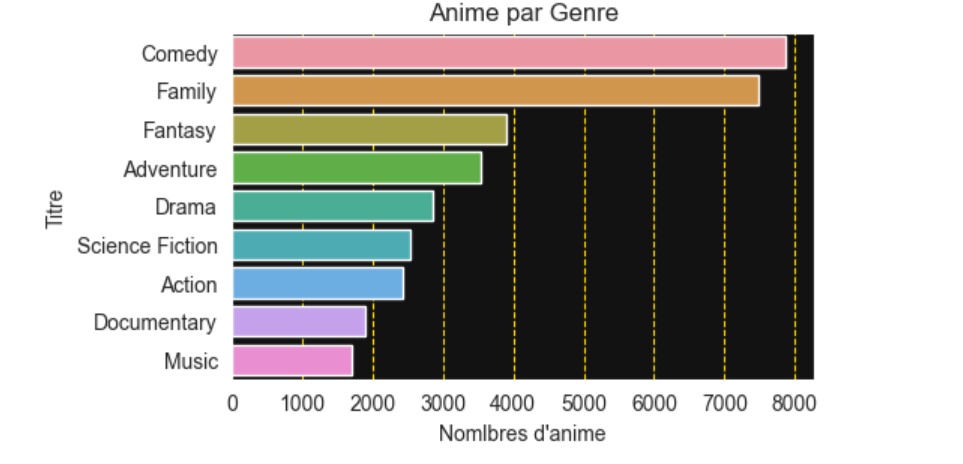 Anime par Genre
Comedy
Family
Fantasy
Adventure
Drama
Science Fiction
Action
Documentary
Music
Titre
0 1000 2000 3000 4000 5000 6000 7000 8000
Nomlbres d'anime